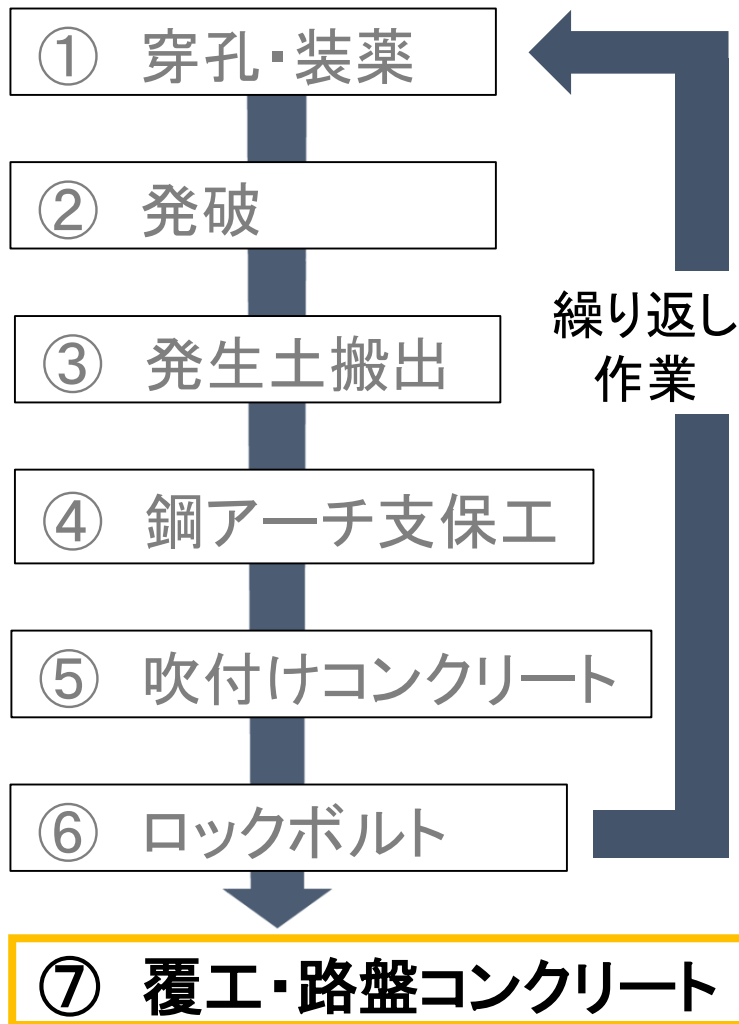 ① 穿孔・装薬
② 発破
③ 発生土搬出
繰り返し
作業
④ 鋼アーチ支保工
⑤ 吹付けコンクリート
⑥ ロックボルト
⑦ 覆工・路盤コンクリート